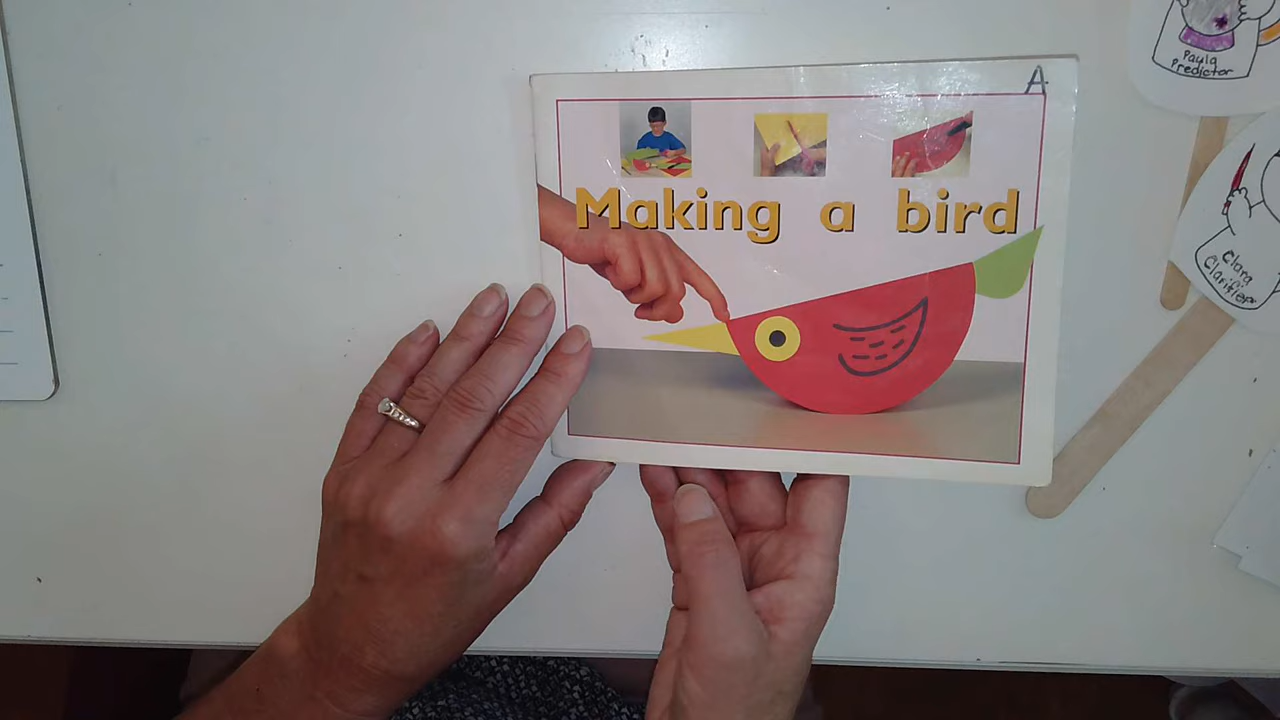 Paula
Predictor
A
Making a bird
Clara
Clarifier